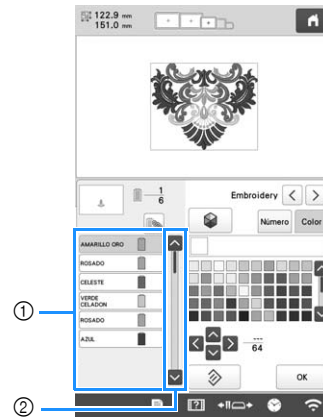 122.9 mm
151.0 mm
1
6
Embroidery
Número
Color
AMARILLO ORO
ROSADO
CELESTE
VERDE
CELADON
ROSADO
AZUL
---
64
OK
①
②